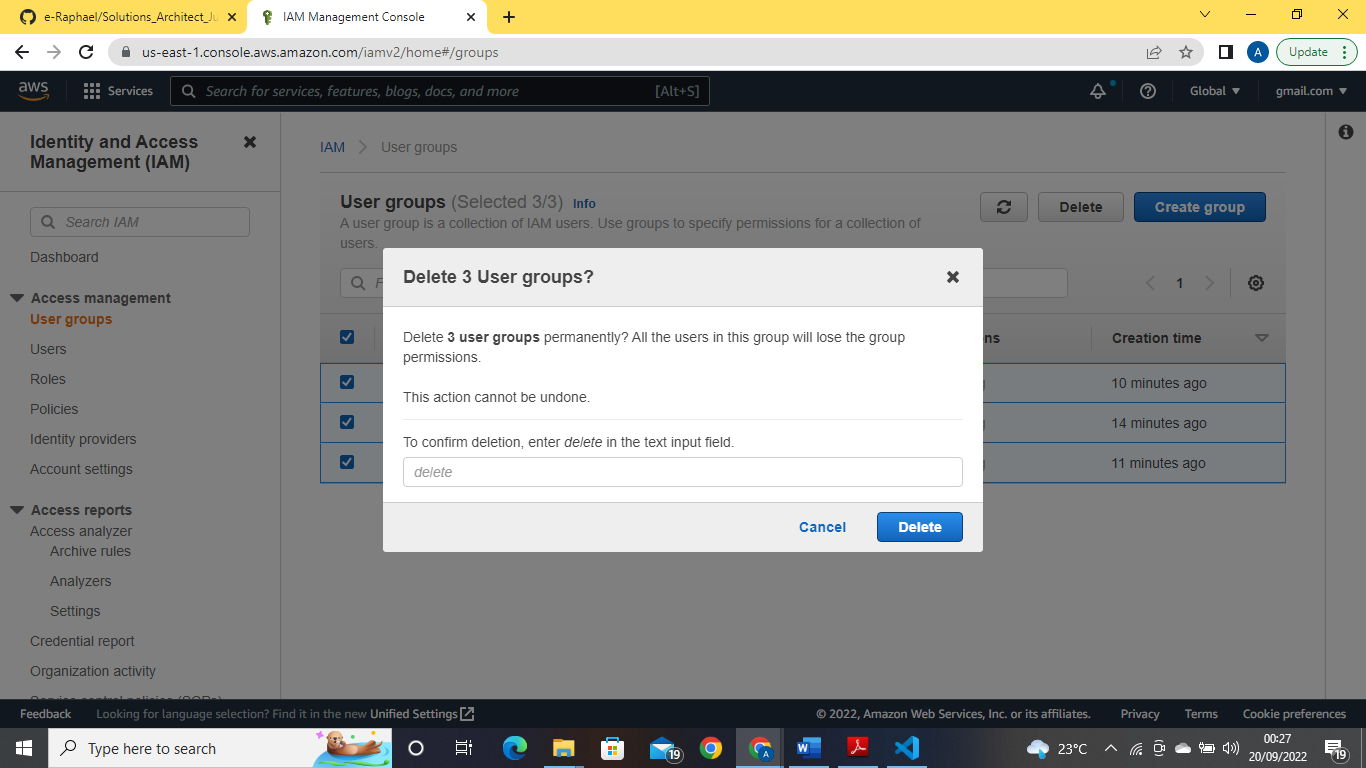 e-Raphael/Solutions_Architect_Ju
IAM Management Console
us-east-1.console.aws.amazon.com/iamv2/home#/groups
A
Update
aws
Services
Search for services, features, blogs, docs, and more
[Alt+S]
Global
gmail.com
Identity and Access
Management (IAM)
Search IAM
Dashboard
Access management
User groups
Users
Roles
Policies
Identity providers
Account settings
Access reports
Access analyzer
Archive rules
Analyzers
Settings
Credential report
Organization activity
Service control policies (SCPs)
IAM
User groups
User groups (Selected 3/3) Info
A user group is a collection of IAM users. Use groups to specify permissions for a collection of
users.
Delete
Create group
1
Creation time
10 minutes ago
14 minutes ago
11 minutes ago
Delete 3 User groups?
Delete 3 user groups permanently? All the users in this group will lose the group
permissions.
This action cannot be undone.
To confirm deletion, enter delete in the text input field.
delete
Cancel
Delete
Feedback
Looking for language selection? Find it in the new Unified Settings
© 2022, Amazon Web Services, Inc. or its affiliates.
Privacy
Terms
Cookie preferences
Type here to search
19
A
23°C
00:27
20/09/2022
19